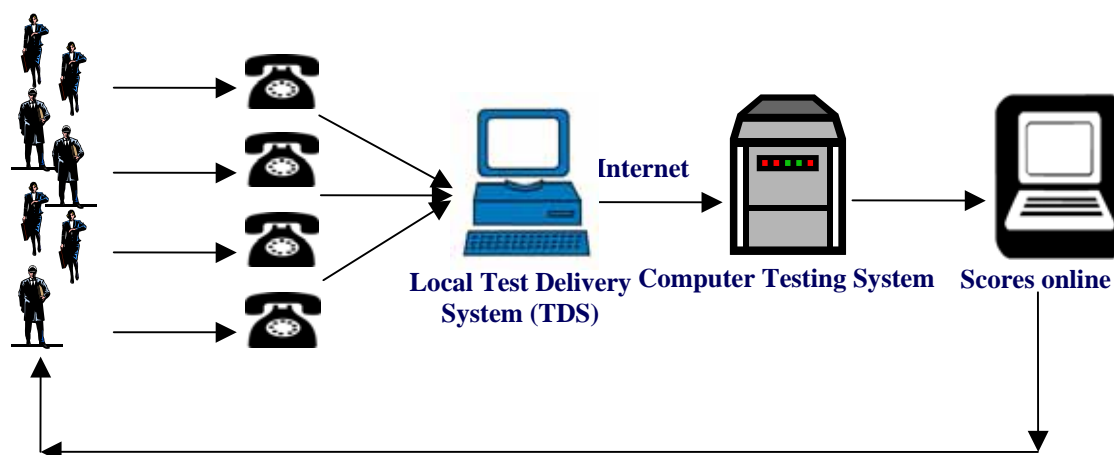 Internet
Local Test Delivery
System (TDS)
Computer Testing System
Scores online